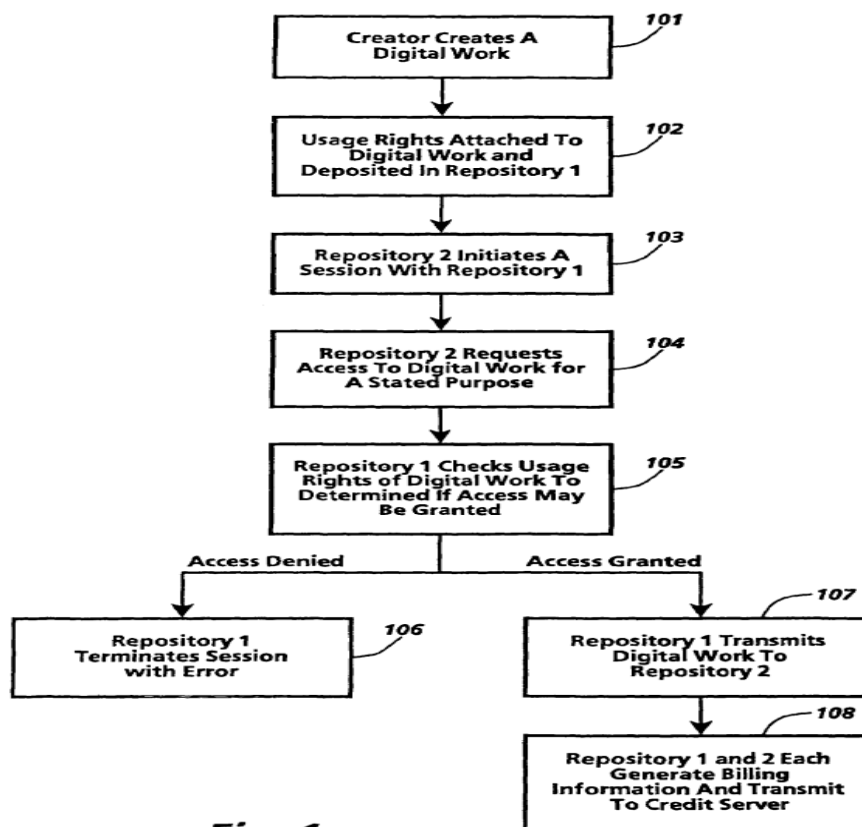 101
Creator Creates A
Digital Work
102
Usage Rights Attached To
Digital Work and
Deposited In Repository 1
103
Repository 2 Initiates A
Session With Repository 1
104
Repository 2 Requests
Access To Digital Work for
A Stated Purpose
105
Repository 1 Checks Usage
Rights of Digital Work To
Determined If Access May
Be Granted
Access Denied
Access Granted
106
Repository 1
Terminates Session
with Error
107
Repository 1 Transmits
Digital Work To
Repository 2
108
Repository 1 and 2 Each
Generate Billing
Information And Transmit
To Credit Server